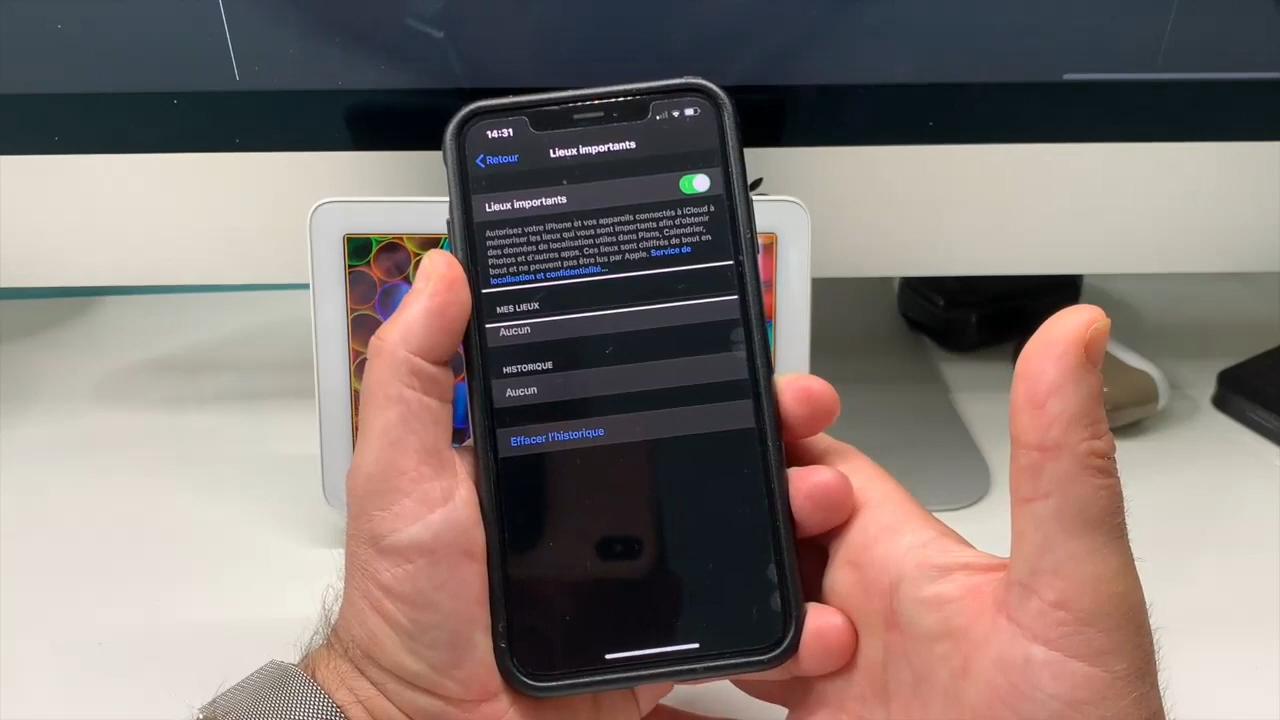 14:31
Retour
Lieux importants
Lieux importants
Autorisez votre iPhone et vos appareils connectés à iCloud à
mémoriser les lieux qui vous sont importants afin d'obtenir
des données de localisation utiles dans Plans, Calendrier,
Photos et d'autres apps. Ces lieux sont chiffrés de bout en
bout et ne peuvent pas être lus par Apple. Service de
localisation et confidentialité...
MES LIEUX
Aucun
HISTORIQUE
Aucun
Effacer l'historique